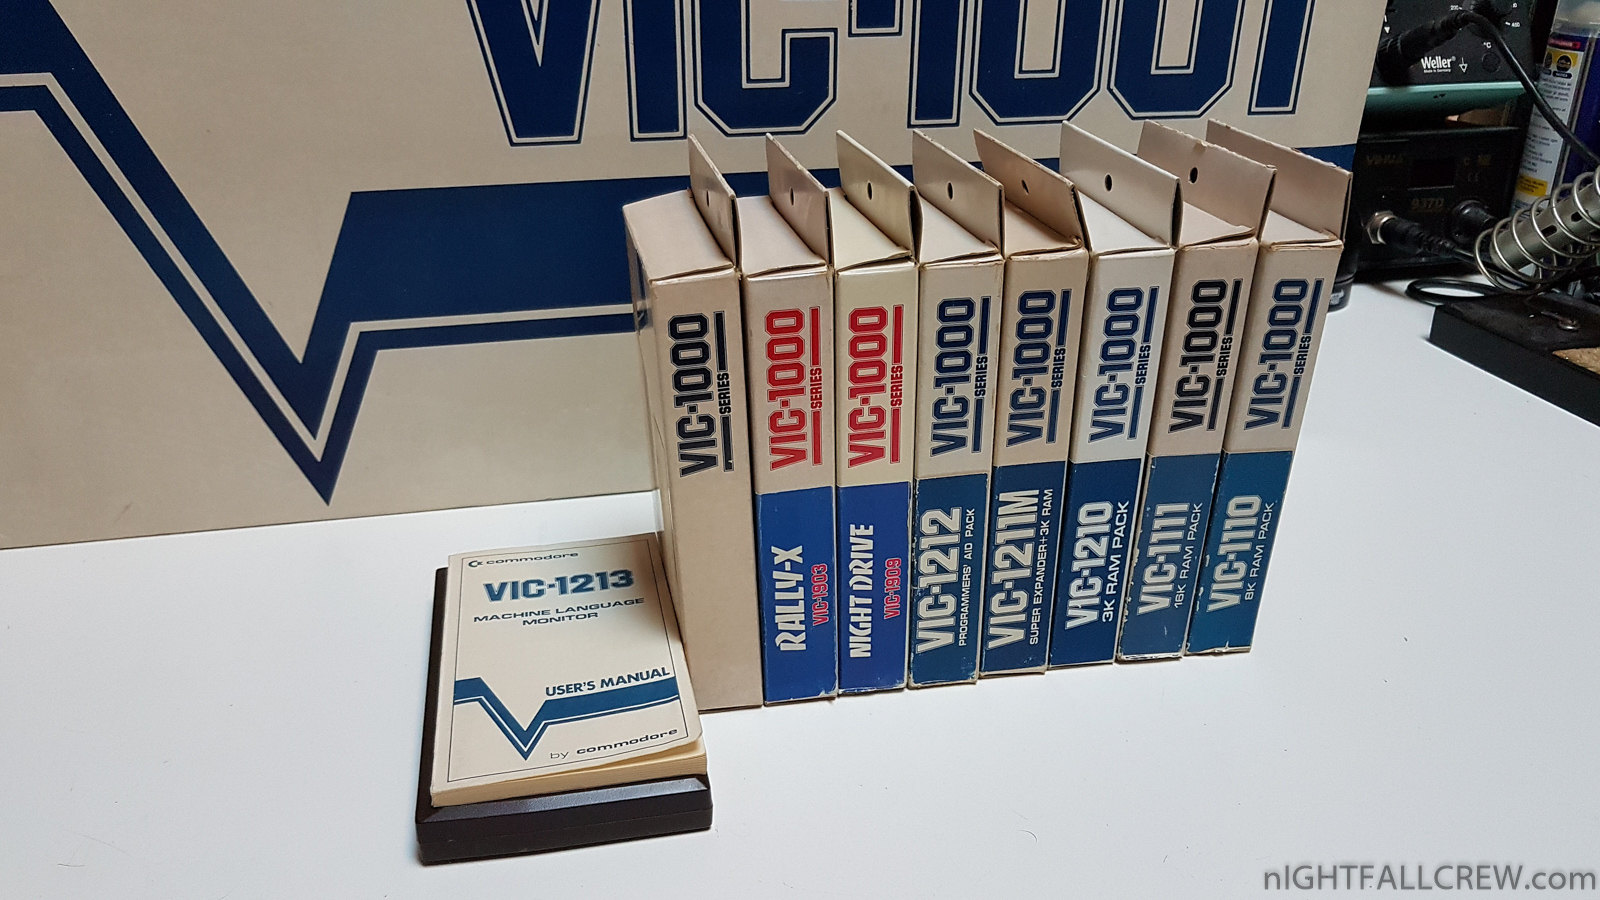 VIC-1001
Weller
YIHUA
937D
VIC-1000
SERIES
VIC-1000
SERIES
RALLY-X
VIC-1903
VIC-1000
SERIES
NIGHT DRIVE
VIC-1909
VIC-1000
SERIES
VIC-1212
PROGRAMMERS' AID PACK
VIC-1000
SERIES
VIC-1211M
SUPER EXPANDER+3K RAM
VIC-1000
SERIES
VIC-1210
3K RAM PACK
VIC-1000
SERIES
VIC-1111
16K RAM PACK
VIC-1000
SERIES
VIC-1110
8K RAM PACK
commodore
VIC-1213
MACHINE LANGUAGE
MONITOR
USER'S MANUAL
by commodore
nIGHTFALLCREW.com